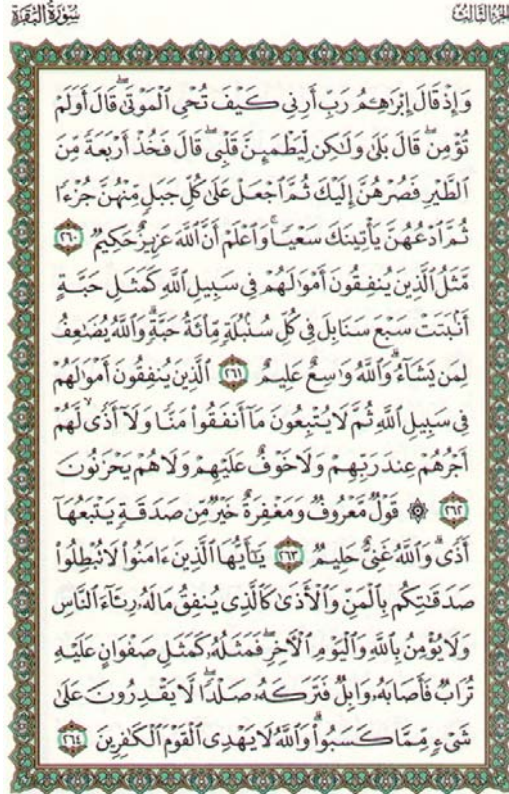 الجزء الثالث
سورة البقرة
وَإِذْ قَالَ إِبْرَٰهِـۧمُ رَبِّ أَرِنِى كَيْفَ تُحْىِ ٱلْمَوْتَىٰ ۖ قَالَ أَوَلَمْ
تُؤْمِن ۖ قَالَ بَلَىٰ وَلَـٰكِن لِّيَطْمَئِنَّ قَلْبِى ۖ قَالَ فَخُذْ أَرْبَعَةً مِّنَ
ٱلطَّيْرِ فَصُرْهُنَّ إِلَيْكَ ثُمَّ ٱجْعَلْ عَلَىٰ كُلِّ جَبَلٍ مِّنْهُنَّ جُزْءًا
ثُمَّ ٱدْعُهُنَّ يَأْتِينَكَ سَعْيًا ۚ وَٱعْلَمْ أَنَّ ٱللَّهَ عَزِيزٌ حَكِيمٌ ٢٦٠
مَّثَلُ ٱلَّذِينَ يُنفِقُونَ أَمْوَٰلَهُمْ فِى سَبِيلِ ٱللَّهِ كَمَثَلِ حَبَّةٍ
أَنۢبَتَتْ سَبْعَ سَنَابِلَ فِى كُلِّ سُنۢبُلَةٍ مِّا۟ئَةُ حَبَّةٍ ۗ وَٱللَّهُ يُضَـٰعِفُ
لِمَن يَشَآءُ ۗ وَٱللَّهُ وَٰسِعٌ عَلِيمٌ ٢٦١ ٱلَّذِينَ يُنفِقُونَ أَمْوَٰلَهُمْ
فِى سَبِيلِ ٱللَّهِ ثُمَّ لَا يُتْبِعُونَ مَآ أَنفَقُوا۟ مَنًّا وَلَآ أَذًى ۙ لَّهُمْ
أَجْرُهُمْ عِندَ رَبِّهِمْ وَلَا خَوْفٌ عَلَيْهِمْ وَلَا هُمْ يَحْزَنُونَ
٢٦٢ ۞ قَوْلٌ مَّعْرُوفٌ وَمَغْفِرَةٌ خَيْرٌ مِّن صَدَقَةٍ يَتْبَعُهَآ
أَذًى ۗ وَٱللَّهُ غَنِىٌّ حَلِيمٌ ٢٦٣ يَـٰٓأَيُّهَا ٱلَّذِينَ ءَامَنُوا۟ لَا تُبْطِلُوا۟
صَدَقَـٰتِكُم بِٱلْمَنِّ وَٱلْأَذَىٰ كَٱلَّذِى يُنفِقُ مَالَهُۥ رِئَآءَ ٱلنَّاسِ
وَلَا يُؤْمِنُ بِٱللَّهِ وَٱلْيَوْمِ ٱلْـَٔاخِرِ ۖ فَمَثَلُهُۥ كَمَثَلِ صَفْوَانٍ عَلَيْهِ
تُرَابٌ فَأَصَابَهُۥ وَابِلٌ فَتَرَكَهُۥ صَلْدًا ۖ لَّا يَقْدِرُونَ عَلَىٰ
شَىْءٍ مِّمَّا كَسَبُوا۟ ۗ وَٱللَّهُ لَا يَهْدِى ٱلْقَوْمَ ٱلْكَـٰفِرِينَ ٢٦٤